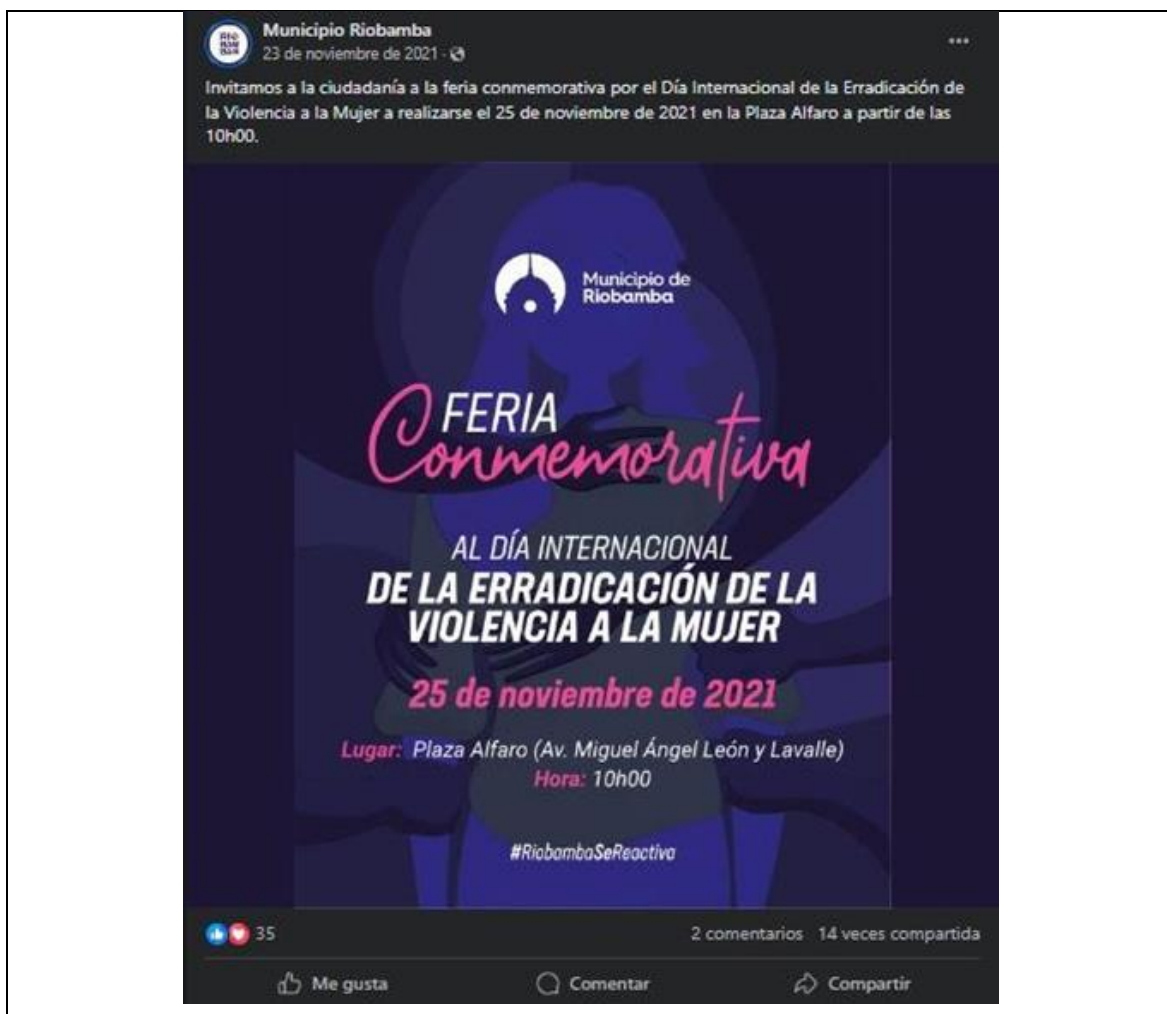 Municipio Riobamba
23 de noviembre de 2021 ·
Invitamos a la ciudadanía a la feria conmemorativa por el Día Internacional de la Erradicación de
la Violencia a la Mujer a realizarse el 25 de noviembre de 2021 en la Plaza Alfaro a partir de las
10h00.
Municipio de
Riobamba
FERIA
Conmemorativa
AL DÍA INTERNACIONAL
DE LA ERRADICACIÓN DE LA
VIOLENCIA A LA MUJER
25 de noviembre de 2021
Lugar: Plaza Alfaro (Av. Miguel Ángel León y Lavalle)
Hora: 10h00
#RiobambaSeReactiva
35 2 comentarios 14 veces compartida
Me gusta Comentar Compartir